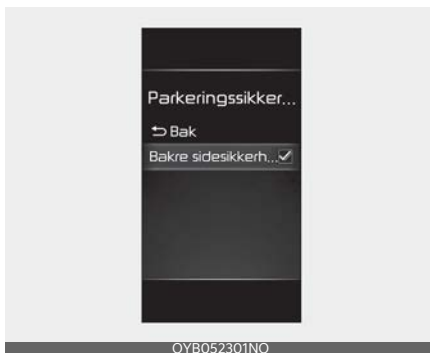 Parkeringssikker...
⮌ Bak
Bakre sidesikkerh...✓
OYB052301NO